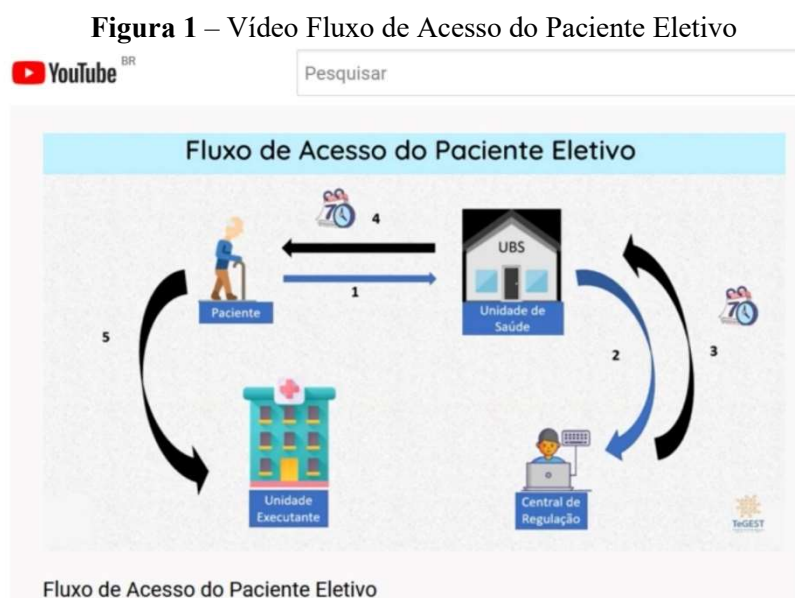 Figura 1 – Vídeo Fluxo de Acesso do Paciente Eletivo
YouTube BR
Pesquisar
Fluxo de Acesso do Paciente Eletivo
7
4
UBS
1
Paciente
Unidade de
Saúde
7
5
2
3
Unidade
Executante
Central de
Regulação
TeGEST
Fluxo de Acesso do Paciente Eletivo